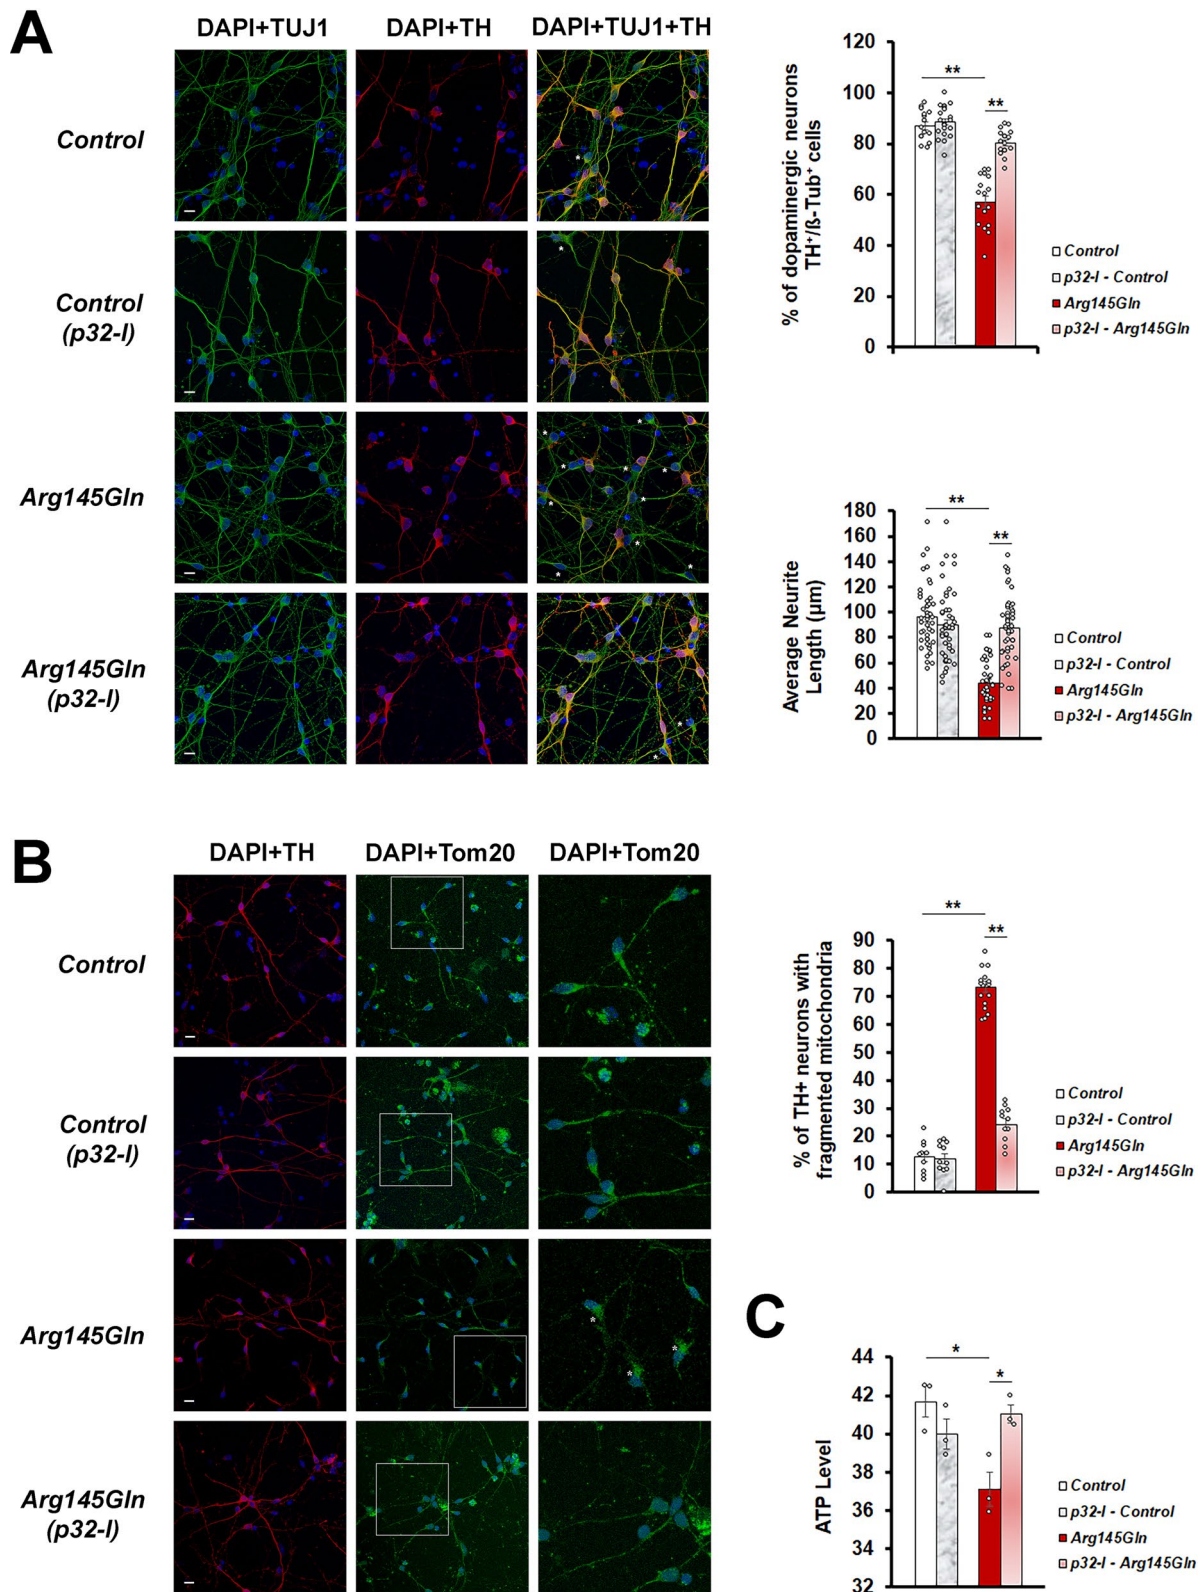 A
DAPI+TUJ1
DAPI+TH
DAPI+TUJ1+TH
Control
Control
(p32-I)
Arg145Gln
Arg145Gln
(p32-I)
*
*
* * * * * * * * * *
* *
% of dopaminergic neurons
TH⁺/ß-Tub⁺ cells
120
100
80
60
40
20
0
**
**
Control
p32-I - Control
Arg145Gln
p32-I - Arg145Gln
Average Neurite
Length (µm)
180
160
140
120
100
80
60
40
20
0
**
**
Control
p32-I - Control
Arg145Gln
p32-I - Arg145Gln
B
DAPI+TH
DAPI+Tom20
DAPI+Tom20
Control
Control
(p32-I)
Arg145Gln
Arg145Gln
(p32-I)
* * *
% of TH+ neurons with
fragmented mitochondria
90
80
70
60
50
40
30
20
10
0
**
**
Control
p32-I - Control
Arg145Gln
p32-I - Arg145Gln
C
ATP Level
44
42
40
38
36
34
32
*
*
Control
p32-I - Control
Arg145Gln
p32-I - Arg145Gln